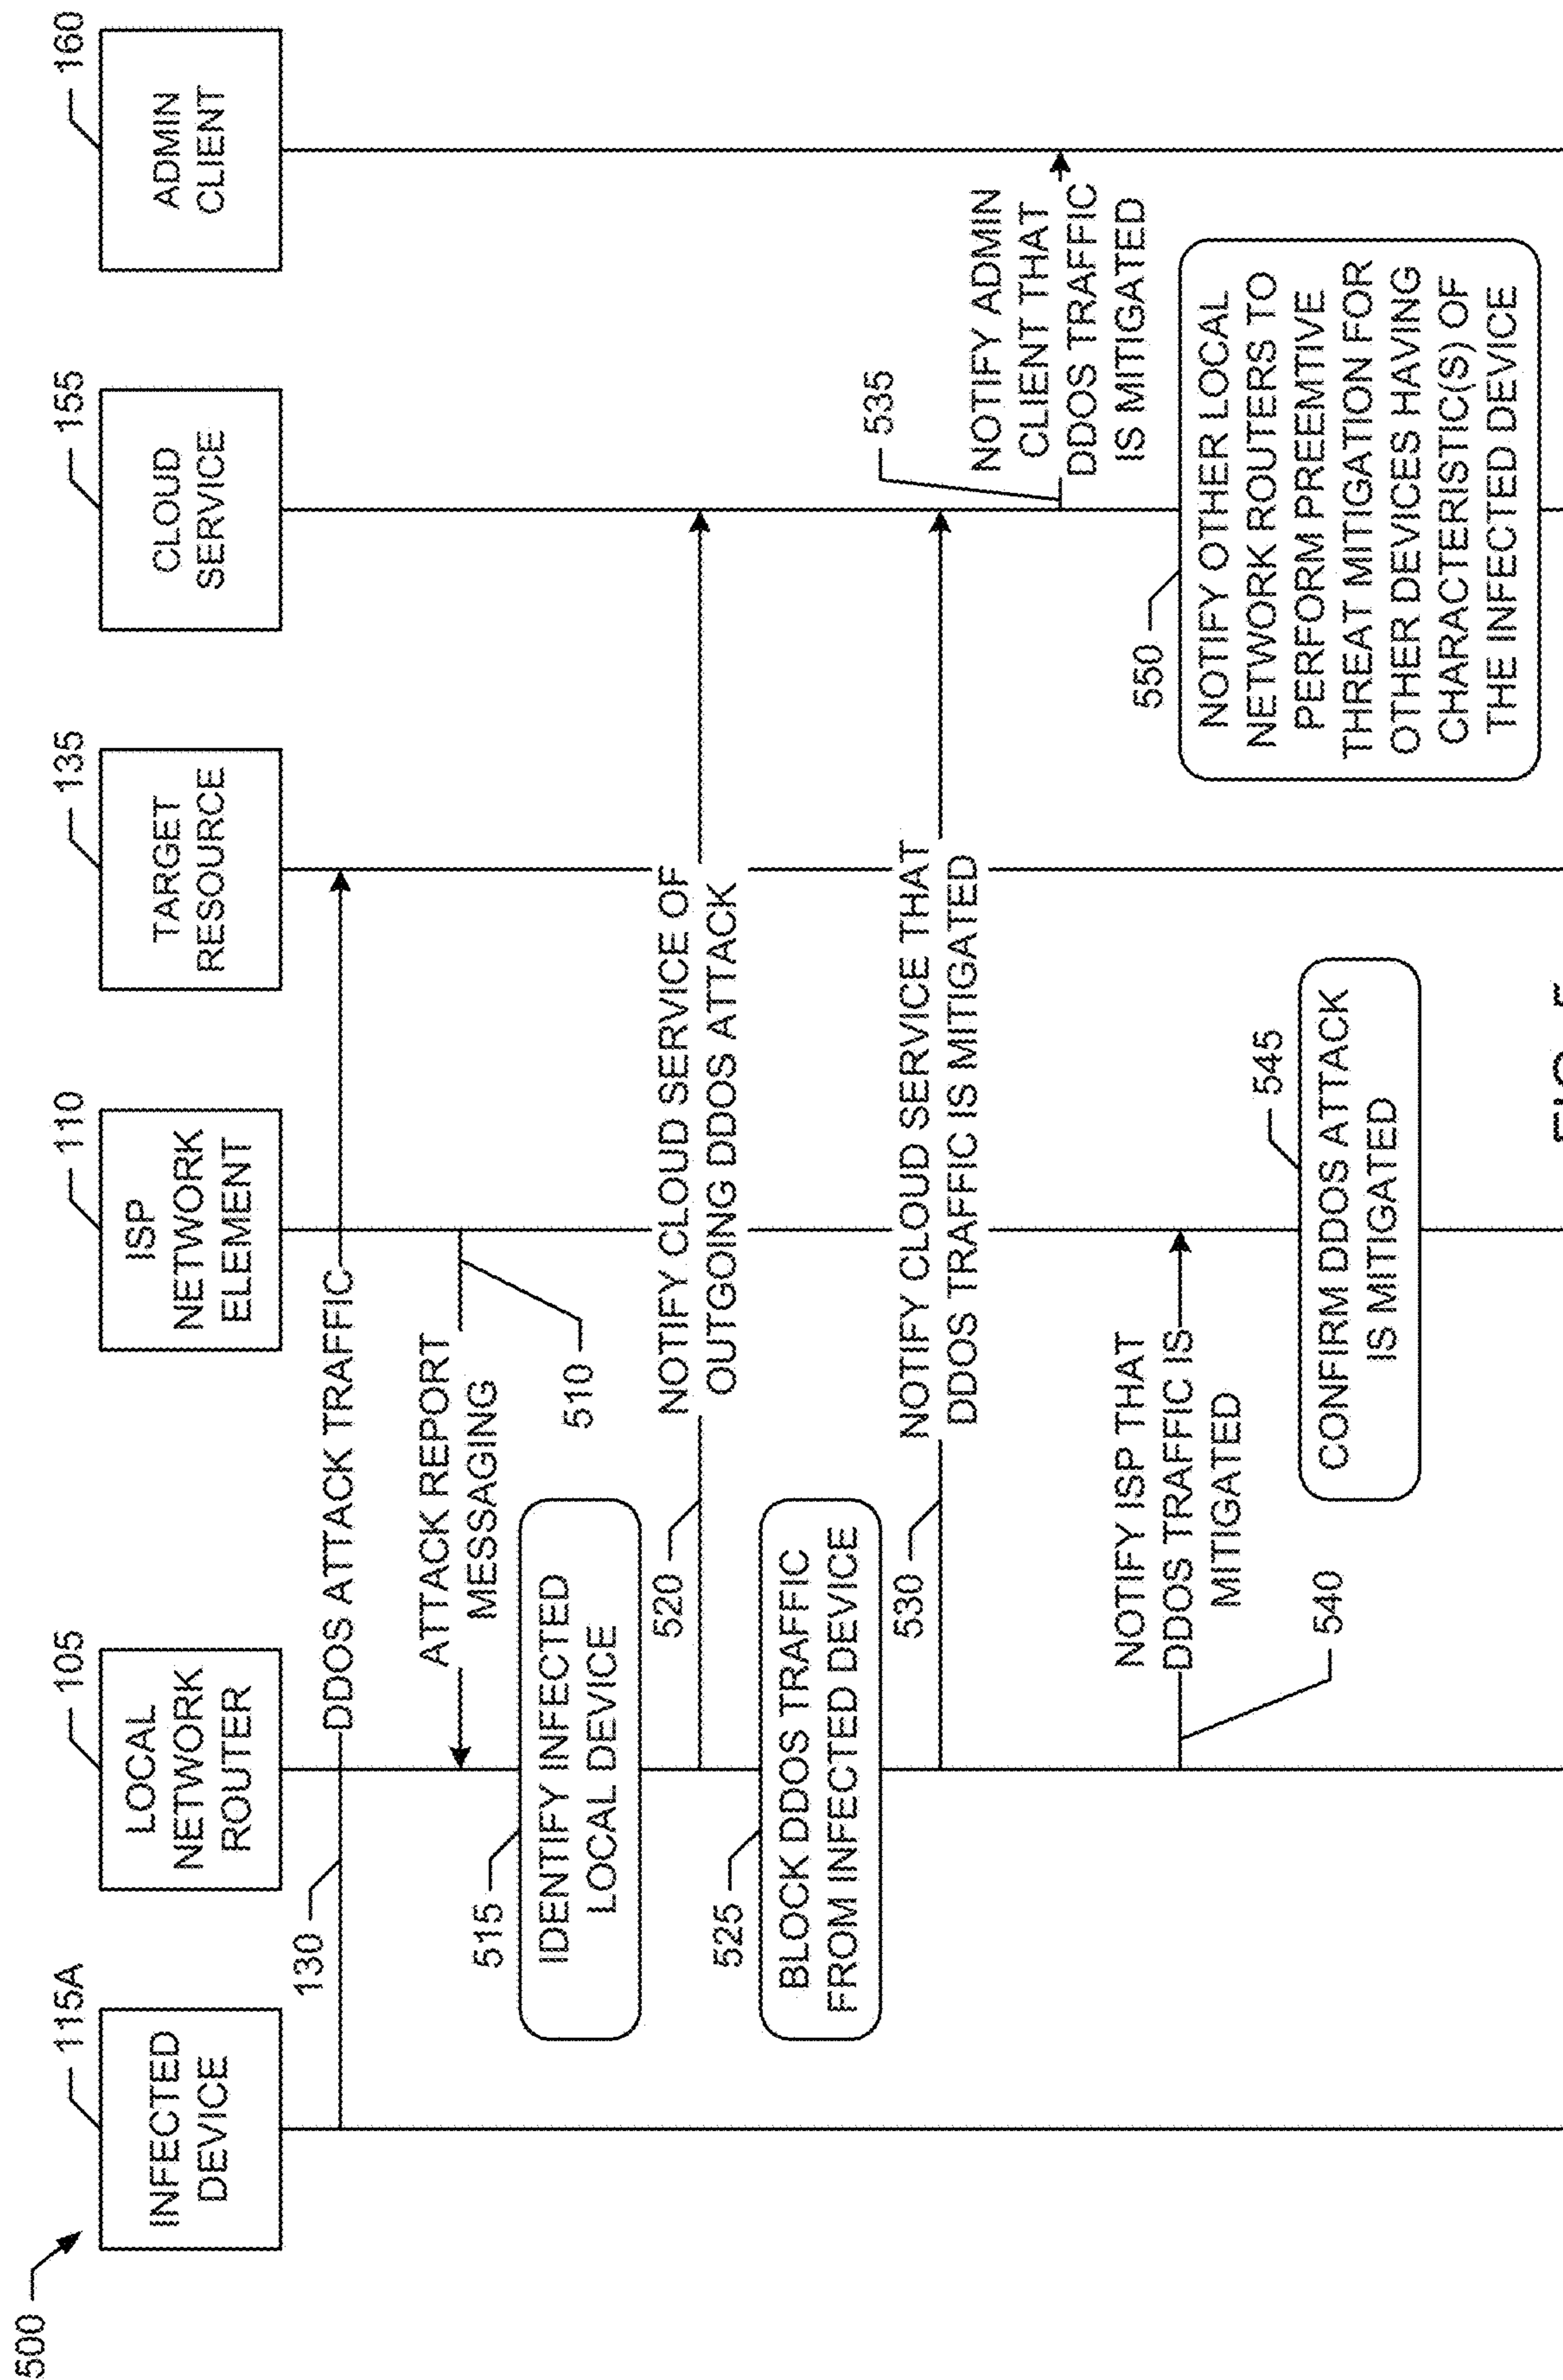 500
115A
INFECTED
DEVICE
105
LOCAL
NETWORK
ROUTER
110
ISP
NETWORK
ELEMENT
135
TARGET
RESOURCE
155
CLOUD
SERVICE
160
ADMIN
CLIENT
130
DDOS ATTACK TRAFFIC
ATTACK REPORT
MESSAGING
510
515
IDENTIFY INFECTED
LOCAL DEVICE
520
NOTIFY CLOUD SERVICE OF
OUTGOING DDOS ATTACK
525
BLOCK DDOS TRAFFIC
FROM INFECTED DEVICE
530
NOTIFY CLOUD SERVICE THAT
DDOS TRAFFIC IS MITIGATED
535
NOTIFY ADMIN
CLIENT THAT
DDOS TRAFFIC
IS MITIGATED
NOTIFY ISP THAT
DDOS TRAFFIC IS
MITIGATED
540
545
CONFIRM DDOS ATTACK
IS MITIGATED
550
NOTIFY OTHER LOCAL
NETWORK ROUTERS TO
PERFORM PREEMTIVE
THREAT MITIGATION FOR
OTHER DEVICES HAVING
CHARACTERISTIC(S) OF
THE INFECTED DEVICE